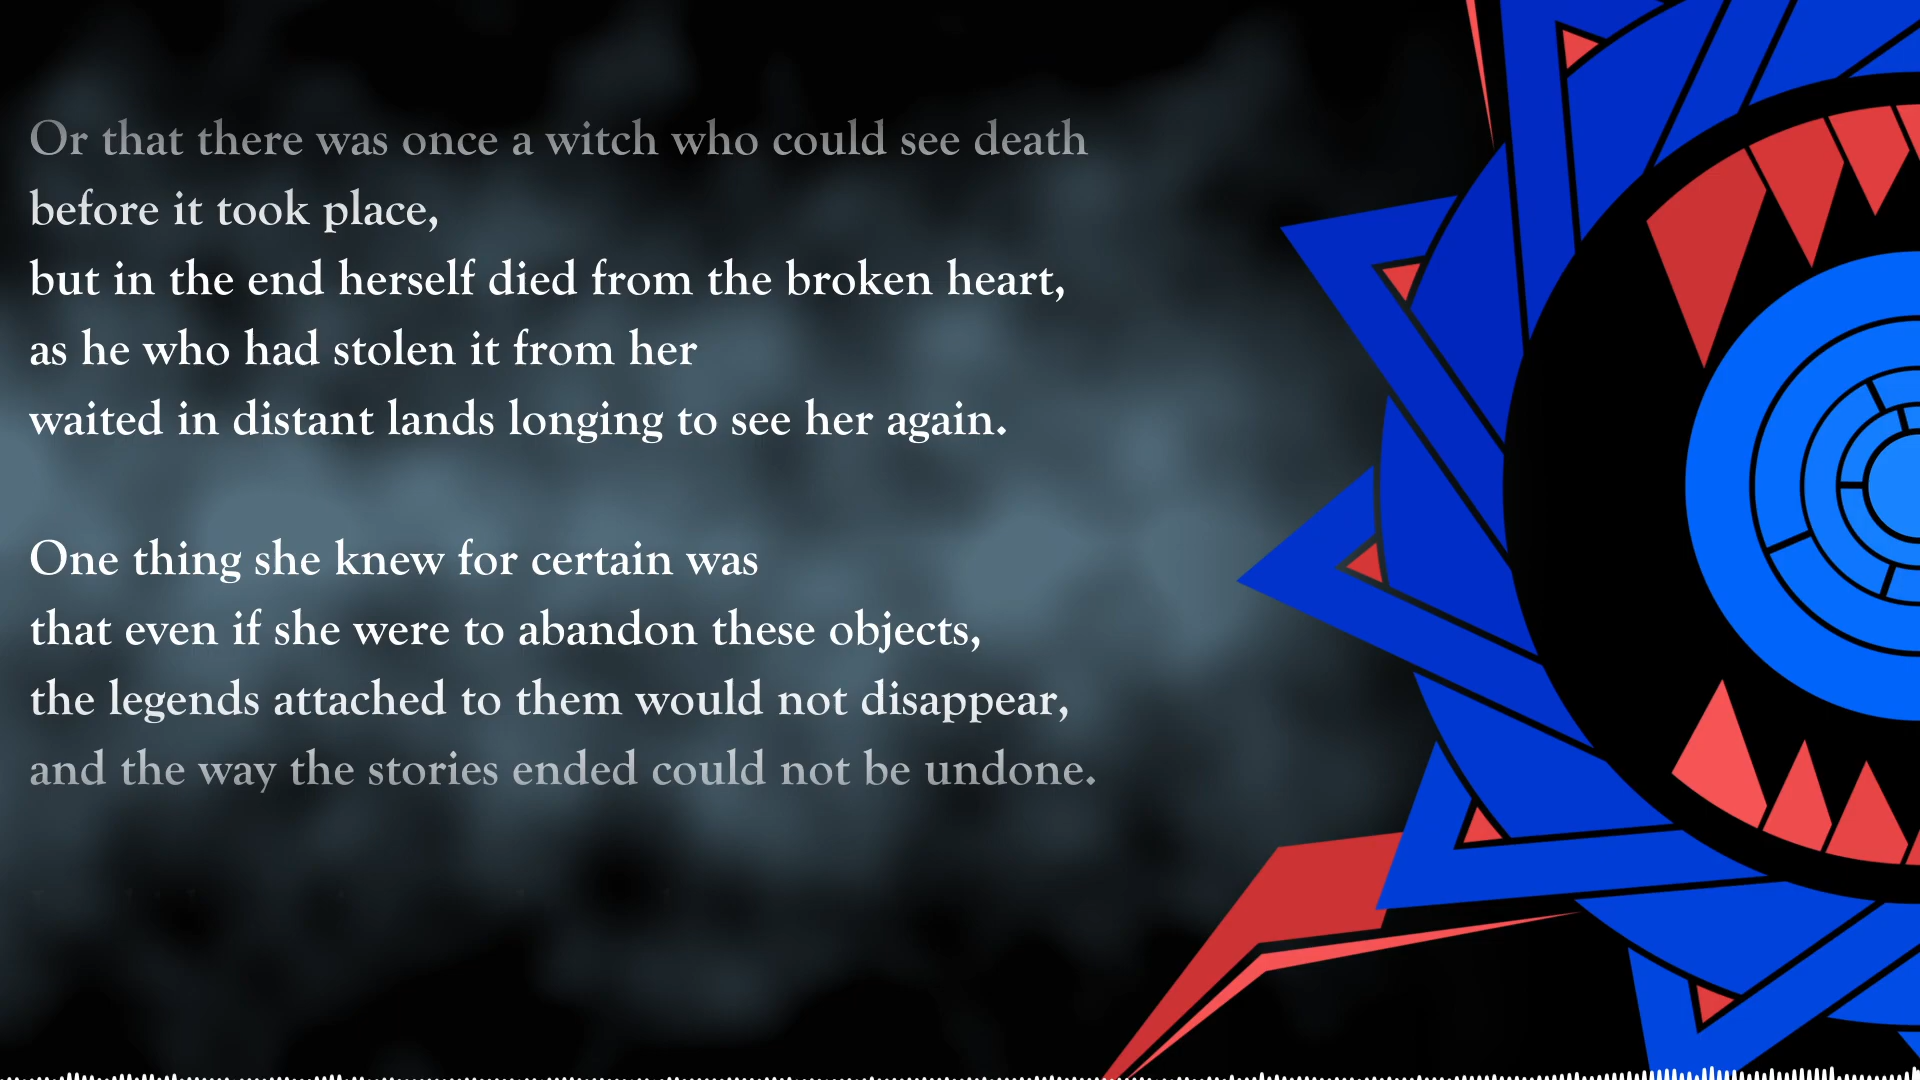 Or that there was once a witch who could see death
before it took place,
but in the end herself died from the broken heart,
as he who had stolen it from her
waited in distant lands longing to see her again.
One thing she knew for certain was
that even if she were to abandon these objects,
the legends attached to them would not disappear,
and the way the stories ended could not be undone.